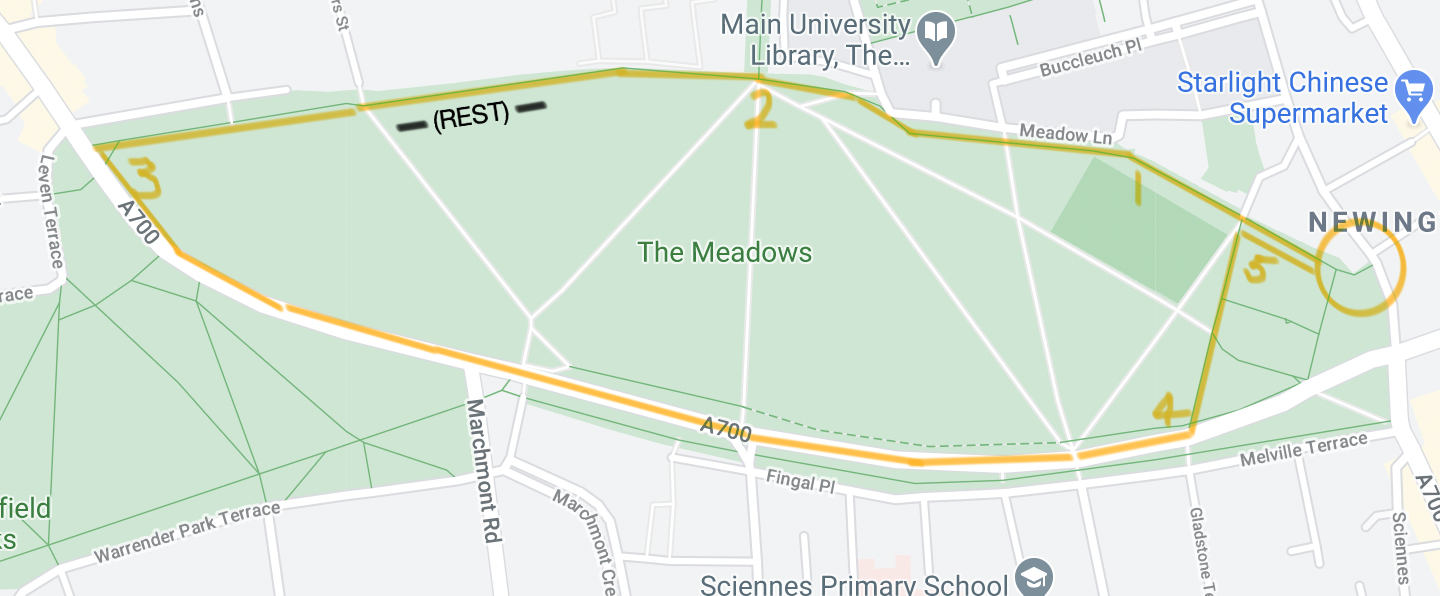 ns
rs St
Main University
Library, The...
Buccleuch Pl
Starlight Chinese
Supermarket
(REST)
2
Meadow Ln
3
1
Leven Terrace
A700
NEWING
The Meadows
5
race
4
A700
Marchmont Rd
Melville Terrace
Fingal Pl
A700
field
ks
Warrender Park Terrace
Marchmont Cre
Gladstone Te
Sciennes
Sciennes Primary School